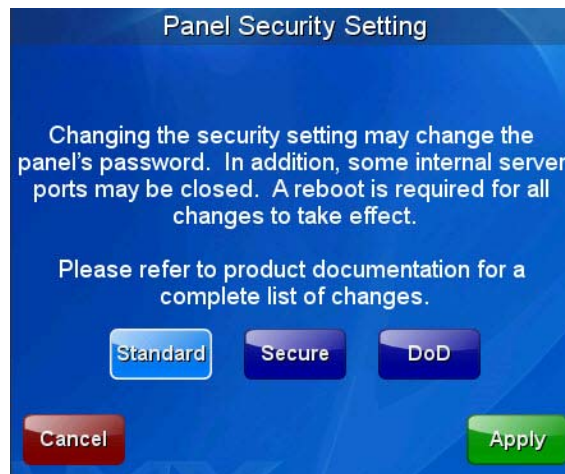 Panel Security Setting
Changing the security setting may change the
panel's password.  In addition, some internal server
ports may be closed.  A reboot is required for all
changes to take effect.
Please refer to product documentation for a
complete list of changes.
Standard
Secure
DoD
Cancel
Apply